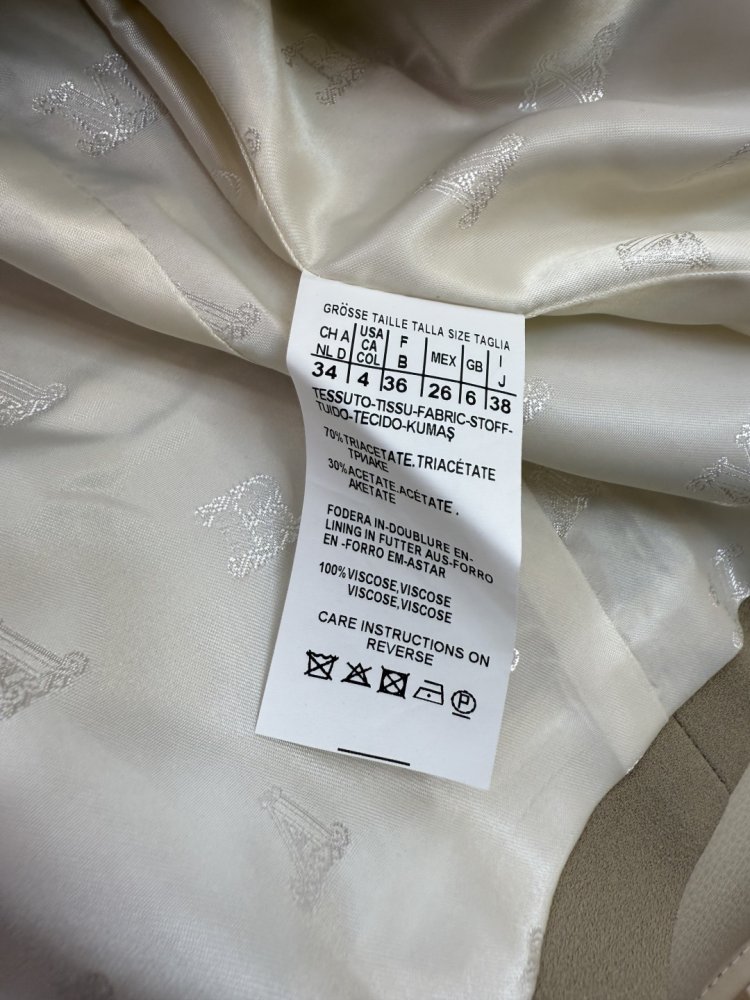 GRÖSSE TAILLE TALLA SIZE TAGLIA
CH A USA F MEX GB I
NL D CA B J
COL
34 4 36 26 6 38
TESSUTO-TISSU-FABRIC-STOFF-
TUIDO-TECIDO-KUMAŞ
70%TRIACETATE.TRIACÉTATE
ТРИАКЕ
30%ACETATE.ACÉTATE.
AKETATE
FODERA IN-DOUBLURE EN-
LINING IN FUTTER AUS-FORRO
EN -FORRO EM-ASTAR
100%VISCOSE,VISCOSE
VISCOSE,VISCOSE
CARE INSTRUCTIONS ON
REVERSE
P